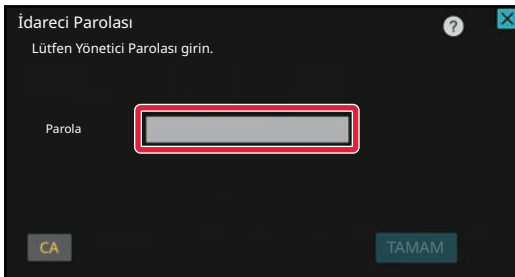 İdareci Parolası
?
Lütfen Yönetici Parolası girin.
Parola
CA
TAMAM